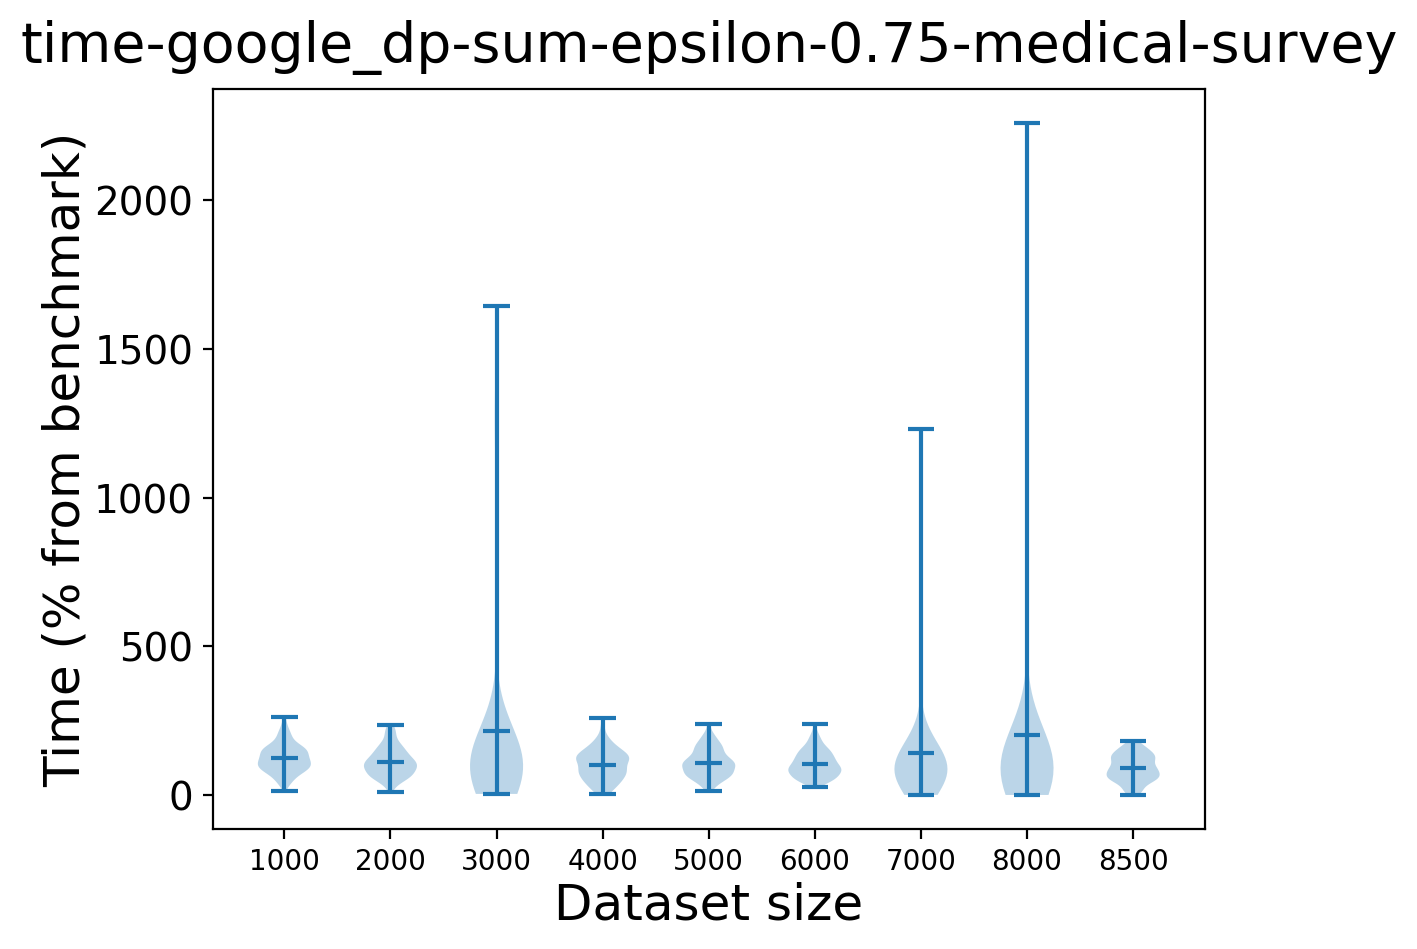 time-google_dp-sum-epsilon-0.75-medical-survey
Time (% from benchmark)
2000
1500
1000
500
0
1000 2000 3000 4000 5000 6000 7000 8000 8500
Dataset size